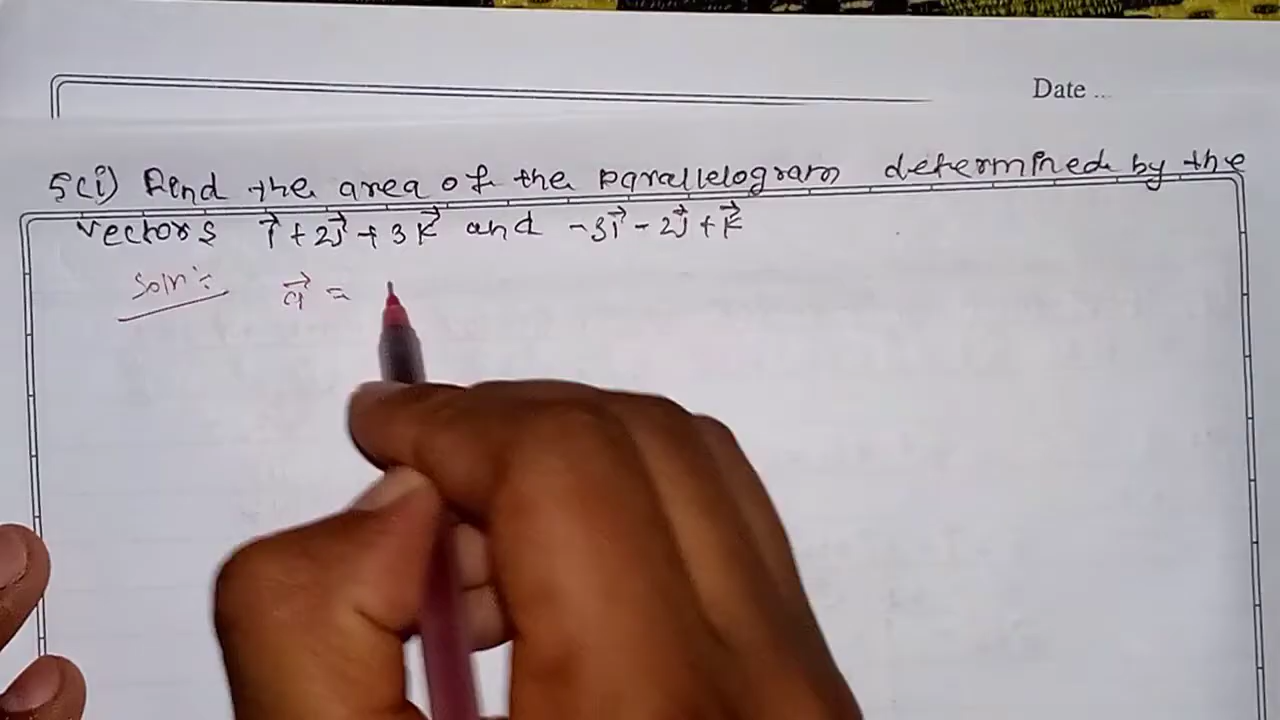 Date ...
5(i) Find the area of the parallelogram determined by the
vectors i⃗ + 2j⃗ + 3k⃗ and -3i⃗ - 2j⃗ + k⃗
Soln:
a⃗ =